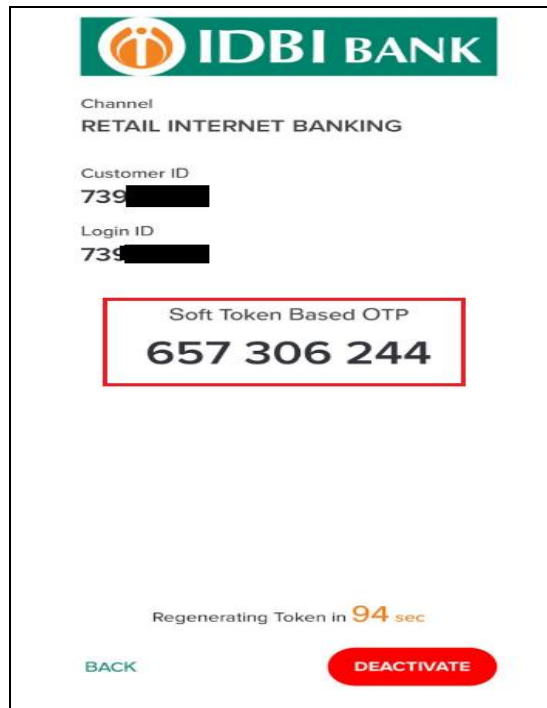 IDBI BANK
Channel
RETAIL INTERNET BANKING
Customer ID
739
Login ID
739
Soft Token Based OTP
657 306 244
Regenerating Token in 94 sec
BACK DEACTIVATE